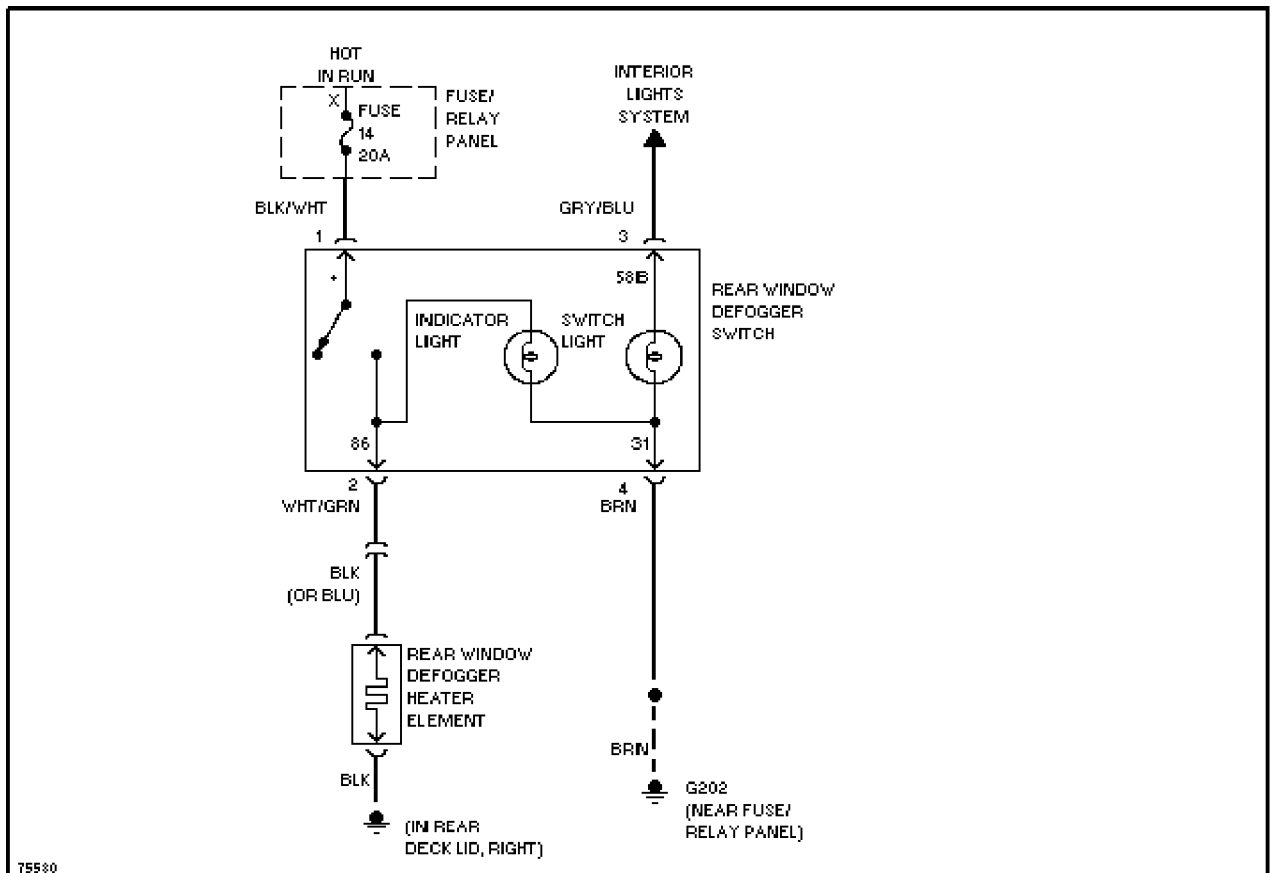 HOT
IN RUN
X
FUSE
14
20A
FUSE/
RELAY
PANEL
INTERIOR
LIGHTS
SYSTEM
BLK/WHT
GRY/BLU
1
3
+
58B
INDICATOR
LIGHT
SWITCH
LIGHT
REAR WINDOW
DEFOGGER
SWITCH
86
31
2
4
WHT/GRN
BRN
BLK
(OR BLU)
REAR WINDOW
DEFOGGER
HEATER
ELEMENT
BLK
BRN
(IN REAR
DECK LID, RIGHT)
G202
(NEAR FUSE/
RELAY PANEL)
75580